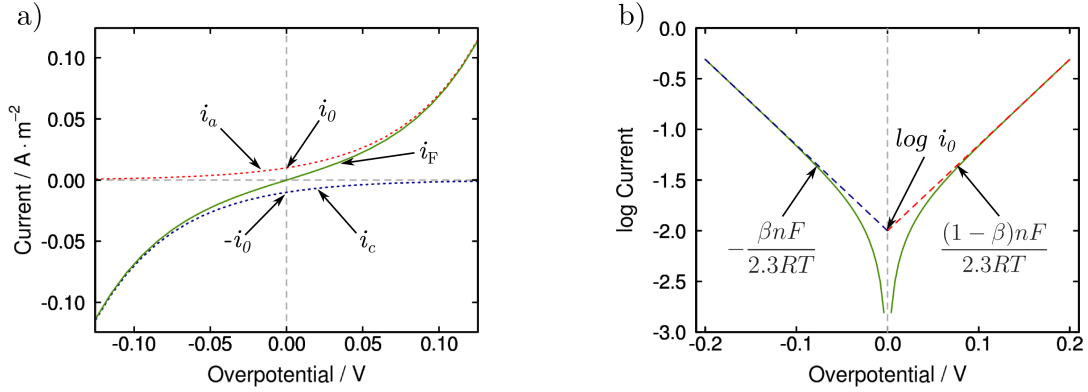 a)
Current / A · m⁻²
0.10
0.05
0.00
-0.05
-0.10
i_a
i_0
i_F
-i_0
i_c
-0.10
-0.05
0.00
0.05
0.10
Overpotential / V
b)
log Current
0.0
-0.5
-1.0
-1.5
-2.0
-2.5
-3.0
log i_0
-βnF/2.3RT
(1 − β)nF/2.3RT
-0.2
-0.1
0.0
0.1
0.2
Overpotential / V